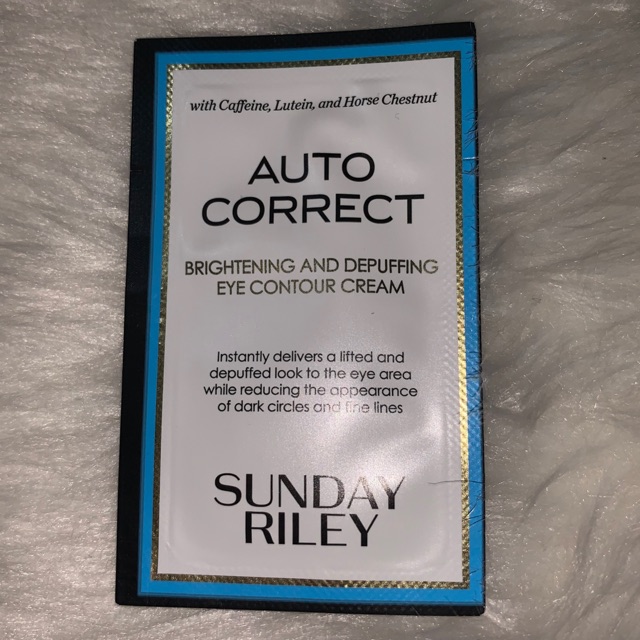 with Caffeine, Lutein, and Horse Chestnut
AUTO
CORRECT
BRIGHTENING AND DEPUFFING
EYE CONTOUR CREAM
Instantly delivers a lifted and
depuffed look to the eye area
while reducing the appearance
of dark circles and fine lines
SUNDAY
RILEY